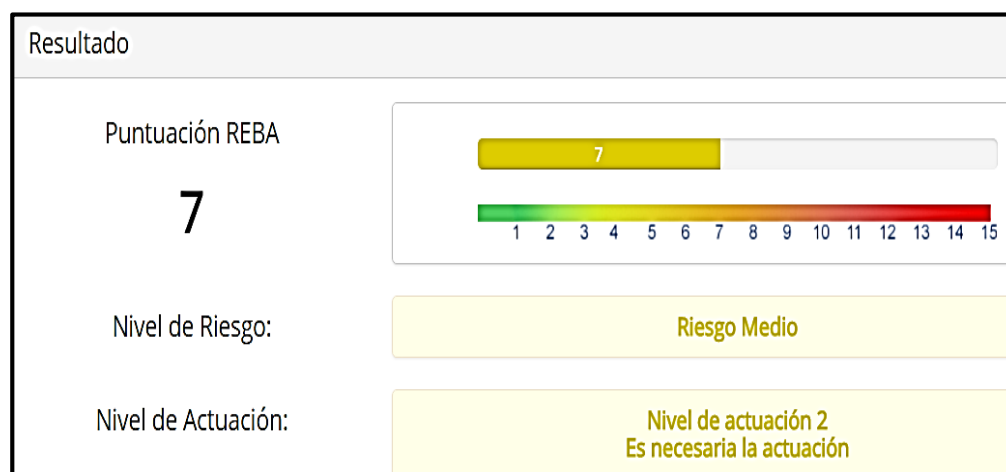 Resultado
Puntuación REBA
7
7
1 2 3 4 5 6 7 8 9 10 11 12 13 14 15
Nivel de Riesgo:
Riesgo Medio
Nivel de Actuación:
Nivel de actuación 2
Es necesaria la actuación